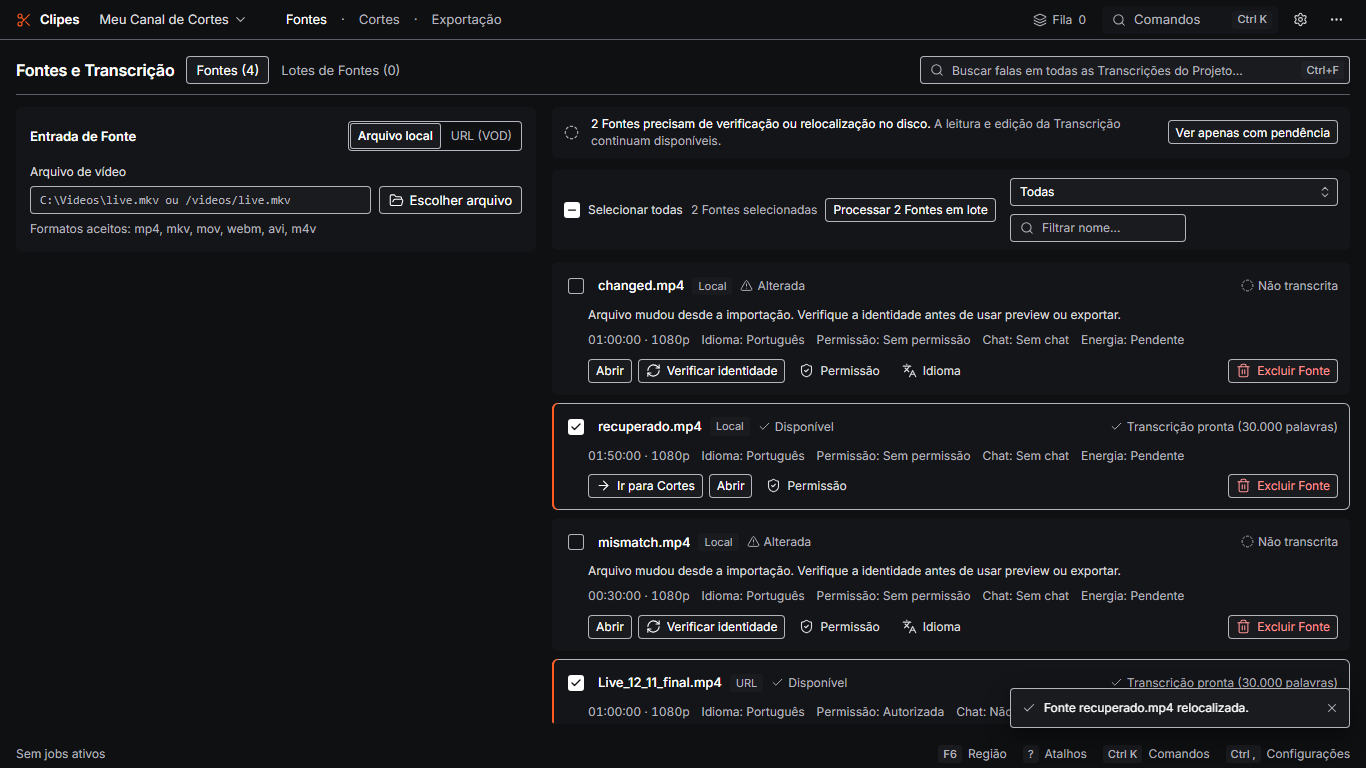 Clipes Meu Canal de Cortes Fontes · Cortes · Exportação Fila 0 Comandos Ctrl K
Fontes e Transcrição Fontes (4) Lotes de Fontes (0) Buscar falas em todas as Transcrições do Projeto... Ctrl+F
Entrada de Fonte Arquivo local URL (VOD)
Arquivo de vídeo
C:\Videos\live.mkv ou /videos/live.mkv Escolher arquivo
Formatos aceitos: mp4, mkv, mov, webm, avi, m4v
2 Fontes precisam de verificação ou relocalização no disco. A leitura e edição da Transcrição
continuam disponíveis.
Ver apenas com pendência
Selecionar todas 2 Fontes selecionadas Processar 2 Fontes em lote
Todas
Filtrar nome...
changed.mp4 Local Alterada Não transcrita
Arquivo mudou desde a importação. Verifique a identidade antes de usar preview ou exportar.
01:00:00 · 1080p Idioma: Português Permissão: Sem permissão Chat: Sem chat Energia: Pendente
Abrir Verificar identidade Permissão Idioma Excluir Fonte
recuperado.mp4 Local Disponível Transcrição pronta (30.000 palavras)
01:50:00 · 1080p Idioma: Português Permissão: Sem permissão Chat: Sem chat Energia: Pendente
Ir para Cortes Abrir Permissão Excluir Fonte
mismatch.mp4 Local Alterada Não transcrita
Arquivo mudou desde a importação. Verifique a identidade antes de usar preview ou exportar.
00:30:00 · 1080p Idioma: Português Permissão: Sem permissão Chat: Sem chat Energia: Pendente
Abrir Verificar identidade Permissão Idioma Excluir Fonte
Live_12_11_final.mp4 URL Disponível Transcrição pronta (30.000 palavras)
01:00:00 · 1080p Idioma: Português Permissão: Autorizada Chat:
Fonte recuperado.mp4 relocalizada.
Sem jobs ativos F6 Região ? Atalhos Ctrl K Comandos Ctrl , Configurações